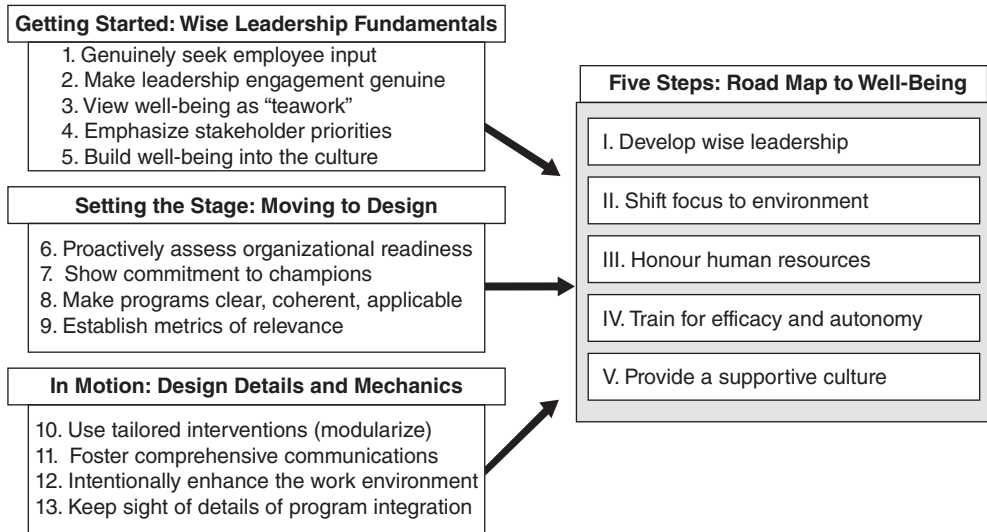 Getting Started: Wise Leadership Fundamentals
1. Genuinely seek employee input
2. Make leadership engagement genuine
3. View well-being as “teawork”
4. Emphasize stakeholder priorities
5. Build well-being into the culture
Setting the Stage: Moving to Design
6. Proactively assess organizational readiness
7. Show commitment to champions
8. Make programs clear, coherent, applicable
9. Establish metrics of relevance
In Motion: Design Details and Mechanics
10. Use tailored interventions (modularize)
11. Foster comprehensive communications
12. Intentionally enhance the work environment
13. Keep sight of details of program integration
Five Steps: Road Map to Well-Being
I. Develop wise leadership
II. Shift focus to environment
III. Honour human resources
IV. Train for efficacy and autonomy
V. Provide a supportive culture